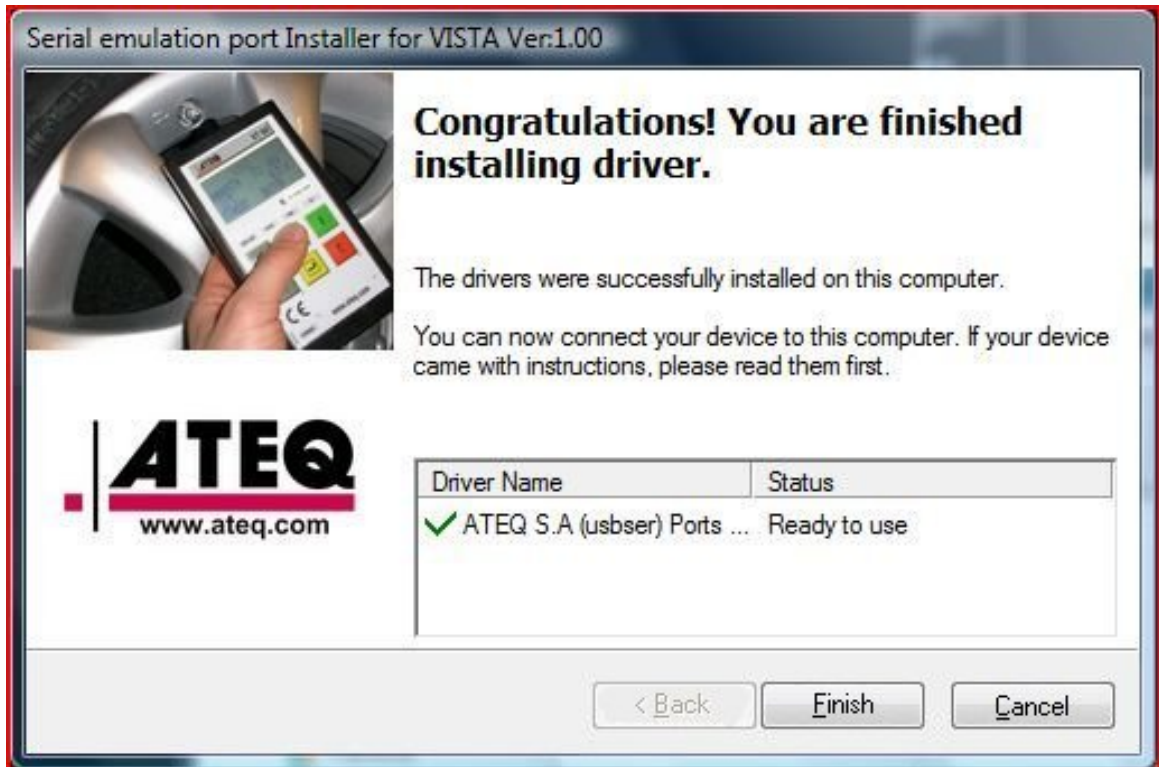 Serial emulation port Installer for VISTA Ver:1.00
Congratulations! You are finished
installing driver.
The drivers were successfully installed on this computer.
You can now connect your device to this computer. If your device
came with instructions, please read them first.
ATEQ
www.ateq.com
Driver Name Status
ATEQ S.A (usbser) Ports ... Ready to use
< Back Finish Cancel